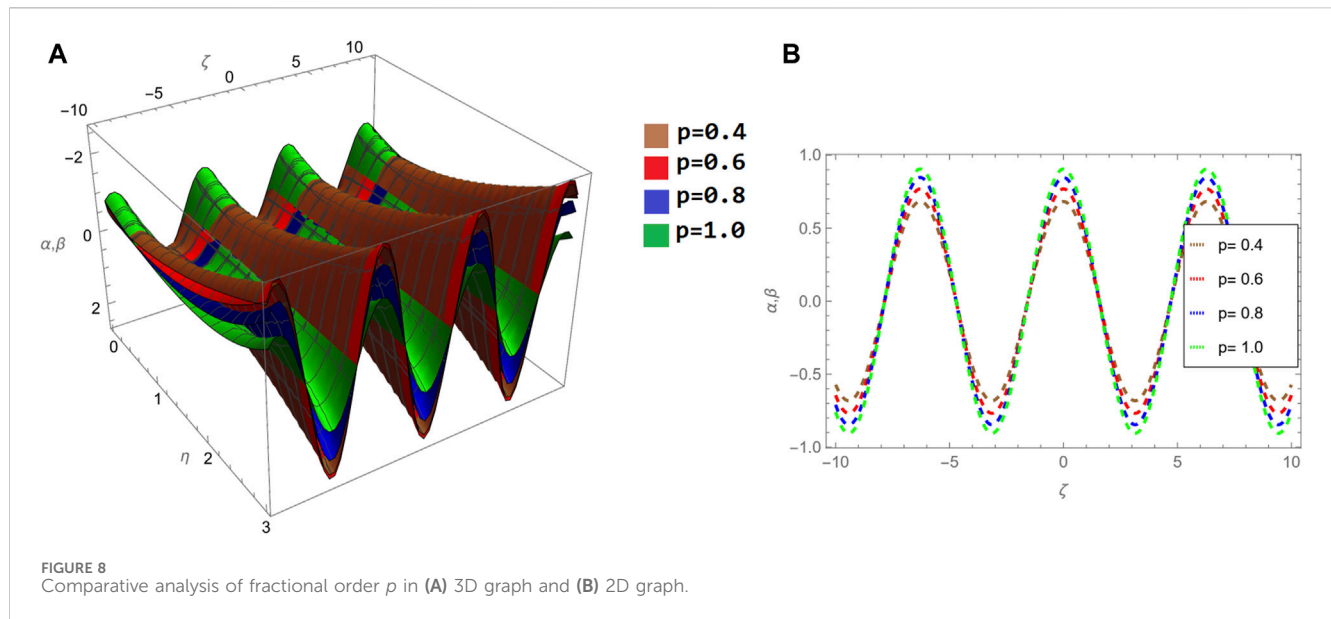 A
ζ
-10
-5
0
5
10
-2
0
2
α,β
0
1
2
3
η
p=0.4
p=0.6
p=0.8
p=1.0
B
1.0
0.5
0.0
-0.5
-1.0
α,β
-10
-5
0
5
10
ζ
p= 0.4
p= 0.6
p= 0.8
p= 1.0
FIGURE 8
Comparative analysis of fractional order p in (A) 3D graph and (B) 2D graph.